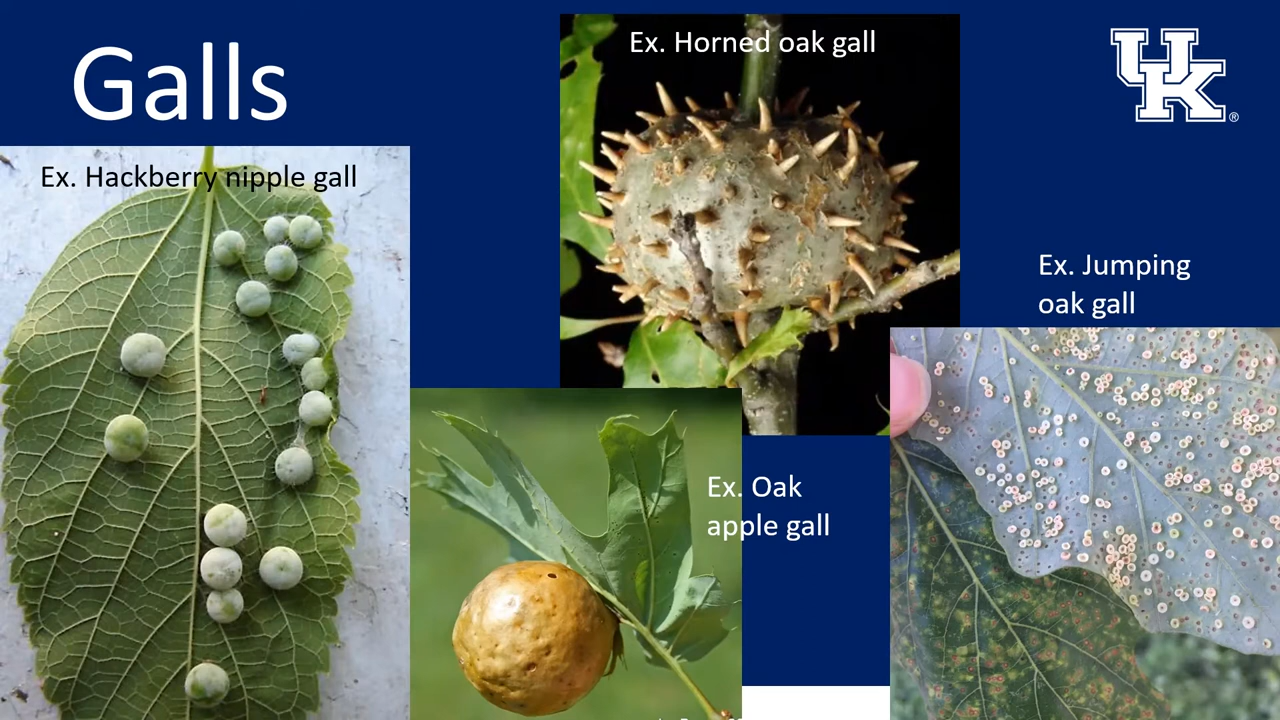 Galls
Ex. Horned oak gall
UK®
Ex. Hackberry nipple gall
Ex. Jumping
oak gall
Ex. Oak
apple gall